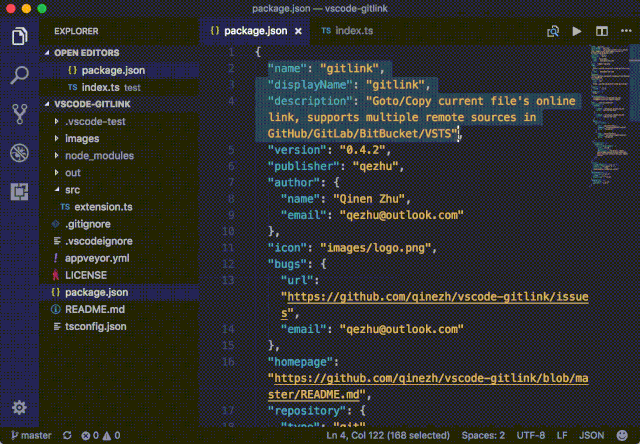 package.json — vscode-gitlink
EXPLORER
OPEN EDITORS
{ } package.json
TS index.ts test
VSCODE-GITLINK
.vscode-test
images
node_modules
out
src
TS extension.ts
.gitignore
.vscodeignore
! appveyor.yml
LICENSE
{ } package.json
README.md
tsconfig.json
{ } package.json ×
TS index.ts
1 {
2 "name": "gitlink",
3 "displayName": "gitlink",
4 "description": "Goto/Copy current file's online
link, supports multiple remote sources in
GitHub/GitLab/BitBucket/VSTS",
5 "version": "0.4.2",
6 "publisher": "qezhu",
7 "author": {
8 "name": "Qinen Zhu",
9 "email": "qezhu@outlook.com"
10 },
11 "icon": "images/logo.png",
12 "bugs": {
13 "url":
"https://github.com/qinezh/vscode-gitlink/issue
s",
14 "email": "qezhu@outlook.com"
15 },
16 "homepage":
"https://github.com/qinezh/vscode-gitlink/blob/ma
ster/README.md",
17 "repository": {
18 "type": "git",
master 0 0 Ln 4, Col 122 (168 selected) Spaces: 2 UTF-8 LF JSON